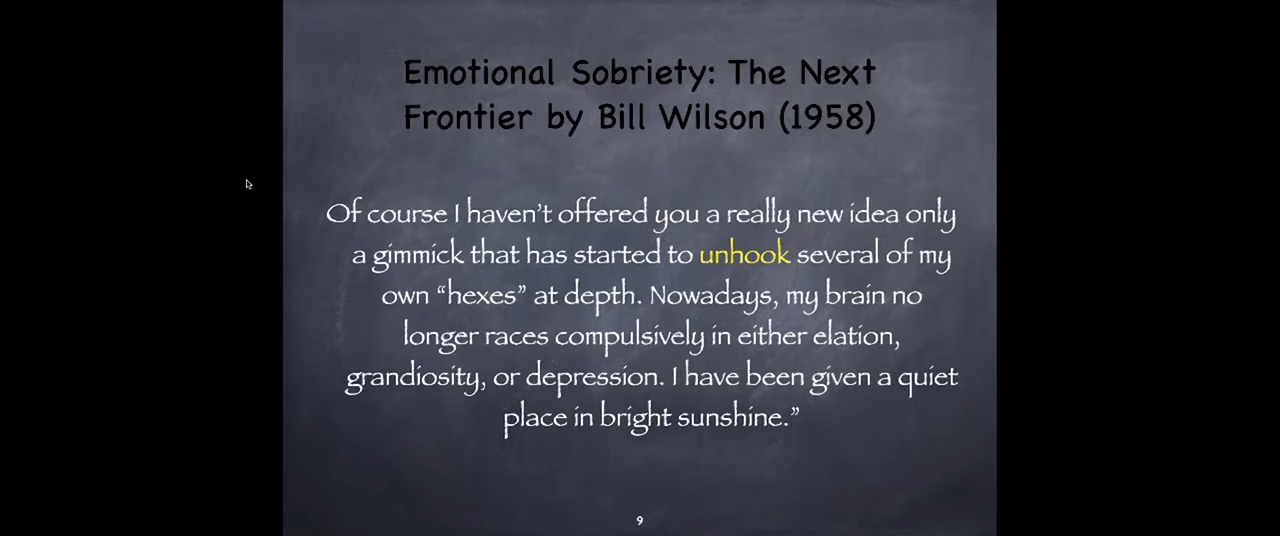 Emotional Sobriety: The Next
Frontier by Bill Wilson (1958)
Of course I haven't offered you a really new idea only
a gimmick that has started to unhook several of my
own “hexes” at depth. Nowadays, my brain no
longer races compulsively in either elation,
grandiosity, or depression. I have been given a quiet
place in bright sunshine.”
9